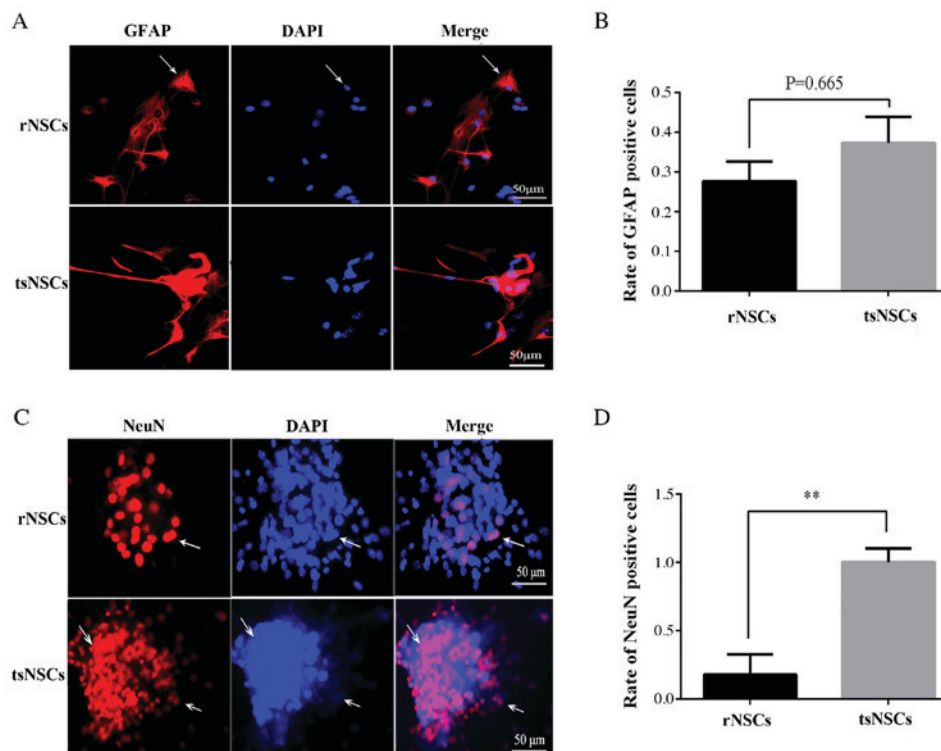 A
GFAP DAPI Merge
rNSCs
50μm
tsNSCs
50μm
B
P=0.665
Rate of GFAP positive cells
0.5
0.4
0.3
0.2
0.1
0.0
rNSCs tsNSCs
C
NeuN DAPI Merge
rNSCs
50 μm
tsNSCs
50 μm
D
**
Rate of NeuN positive cells
1.5
1.0
0.5
0.0
rNSCs tsNSCs